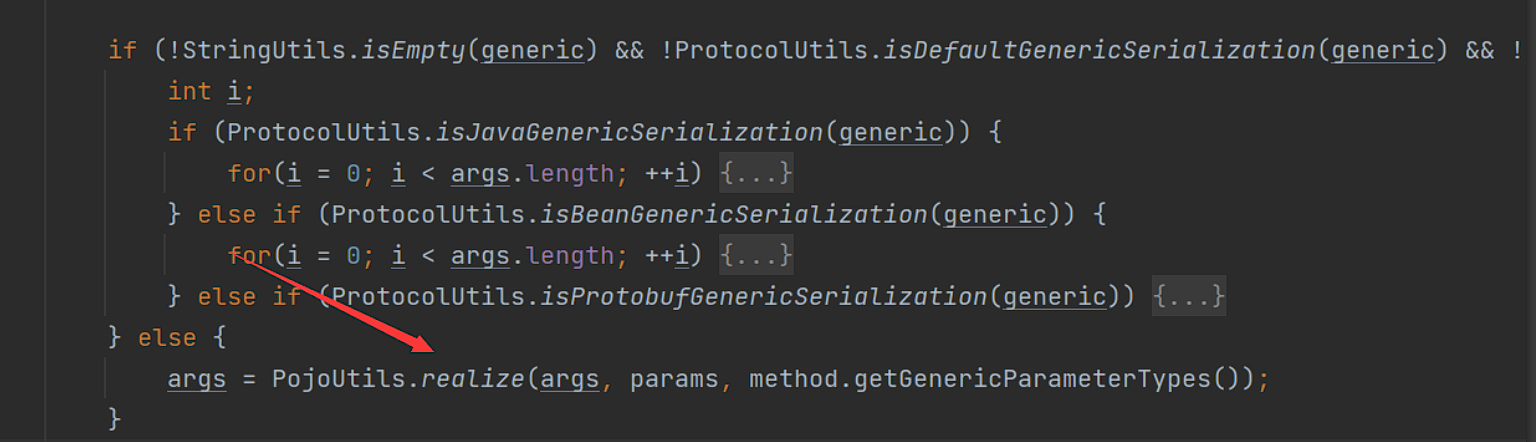 if (!StringUtils.isEmpty(generic) && !ProtocolUtils.isDefaultGenericSerialization(generic) && !
int i;
if (ProtocolUtils.isJavaGenericSerialization(generic)) {
for(i = 0; i < args.length; ++i) {...}
} else if (ProtocolUtils.isBeanGenericSerialization(generic)) {
for(i = 0; i < args.length; ++i) {...}
} else if (ProtocolUtils.isProtobufGenericSerialization(generic)) {...}
} else {
args = PojoUtils.realize(args, params, method.getGenericParameterTypes());
}